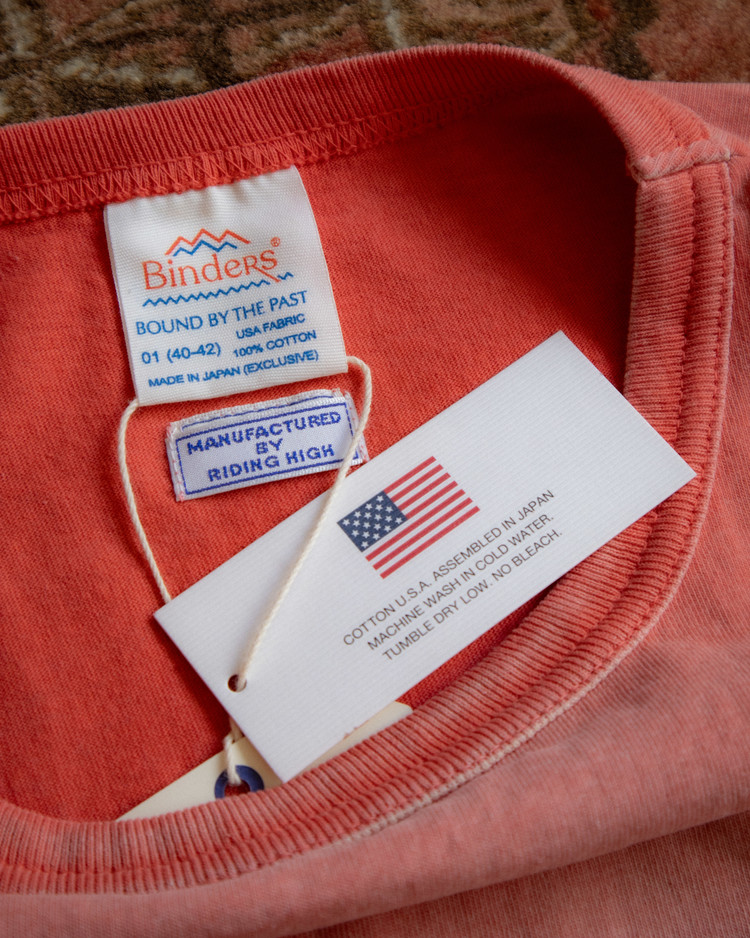 Binders®
BOUND BY THE PAST
USA FABRIC
01 (40-42) 100% COTTON
MADE IN JAPAN (EXCLUSIVE)
MANUFACTURED
BY
RIDING HIGH
COTTON U.S.A. ASSEMBLED IN JAPAN
MACHINE WASH IN COLD WATER.
TUMBLE DRY LOW. NO BLEACH.